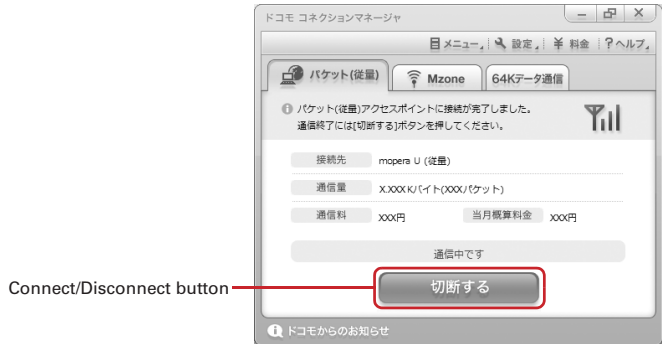 ドコモ コネクションマネージャ
メニュー 設定 料金 ?ヘルプ
パケット(従量) Mzone 64Kデータ通信
パケット(従量)アクセスポイントに接続が完了しました。
通信終了には[切断する]ボタンを押してください。
接続先 mopera U (従量)
通信量 X.XXX Kバイト(XXXパケット)
通信料 XXX円 当月概算料金 XXX円
通信中です
Connect/Disconnect button 切断する
ドコモからのお知らせ